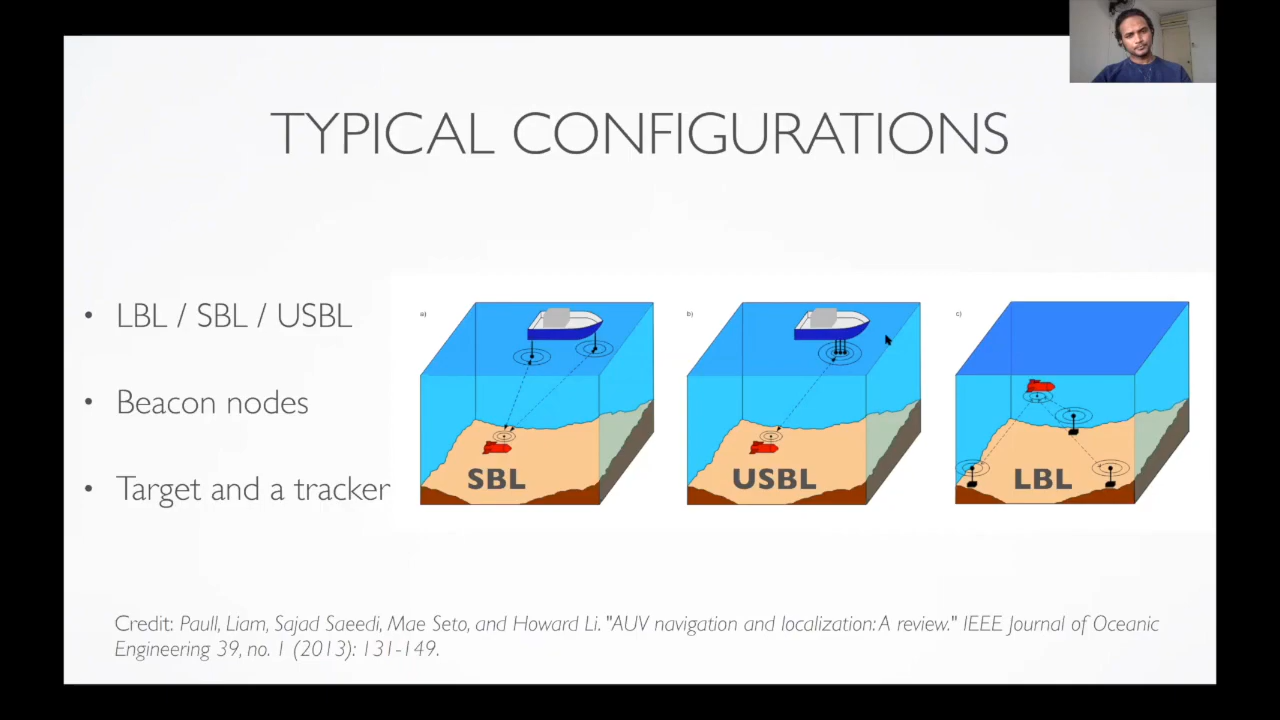 TYPICAL CONFIGURATIONS
• LBL / SBL / USBL
• Beacon nodes
• Target and a tracker
a)
SBL
b)
USBL
c)
LBL
Credit: Paull, Liam, Sajad Saeedi, Mae Seto, and Howard Li. "AUV navigation and localization: A review." IEEE Journal of Oceanic
Engineering 39, no. 1 (2013): 131-149.